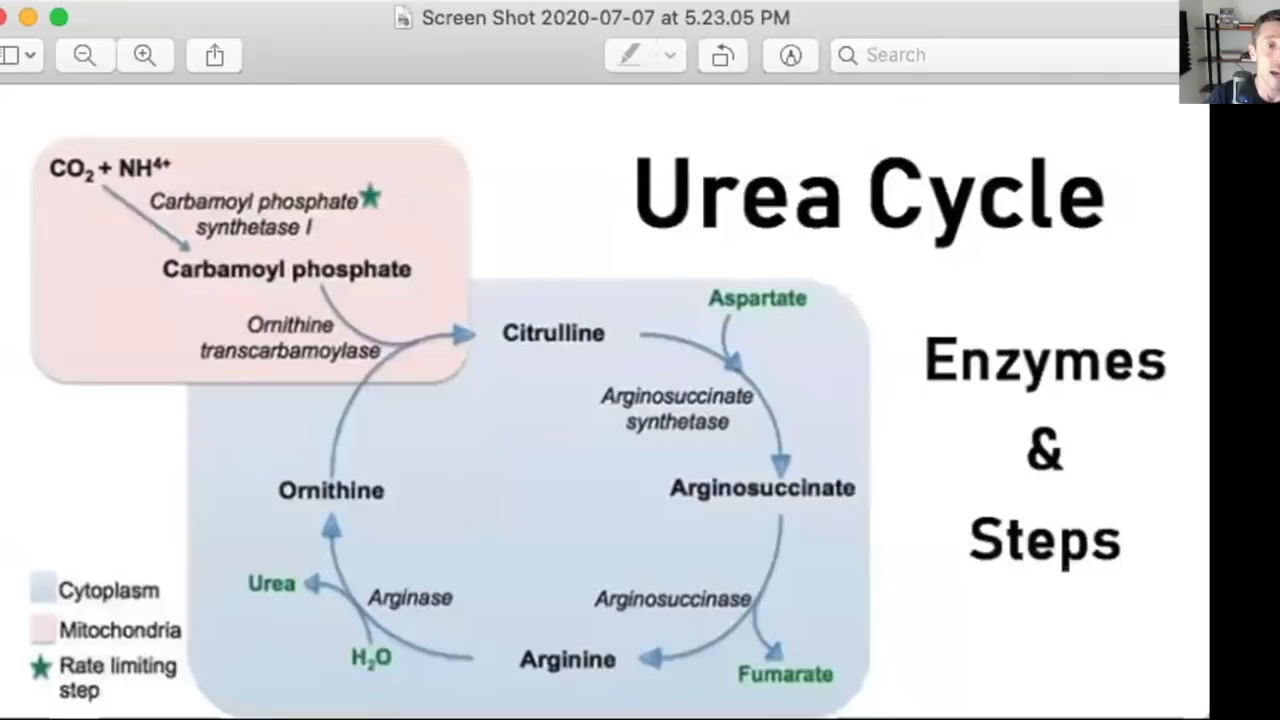 Screen Shot 2020-07-07 at 5.23.05 PM
Search
CO₂ + NH⁴⁺
Carbamoyl phosphate
synthetase I
Carbamoyl phosphate
Ornithine
transcarbamoylase
Urea Cycle
Enzymes
&
Steps
Aspartate
Citrulline
Arginosuccinate
synthetase
Arginosuccinate
Ornithine
Urea
Arginase
Arginosuccinase
H₂O
Arginine
Fumarate
Cytoplasm
Mitochondria
Rate limiting
step